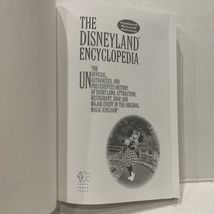 THE
DISNEYLAND
ENCYCLOPEDIA
THE
UN OFFICIAL,
AUTHORIZED, AND
PRECEDENTED HISTORY
OF EVERY LAND, ATTRACTION,
RESTAURANT, SHOP, AND
MAJOR EVENT IN THE ORIGINAL
MAGIC KINGDOM